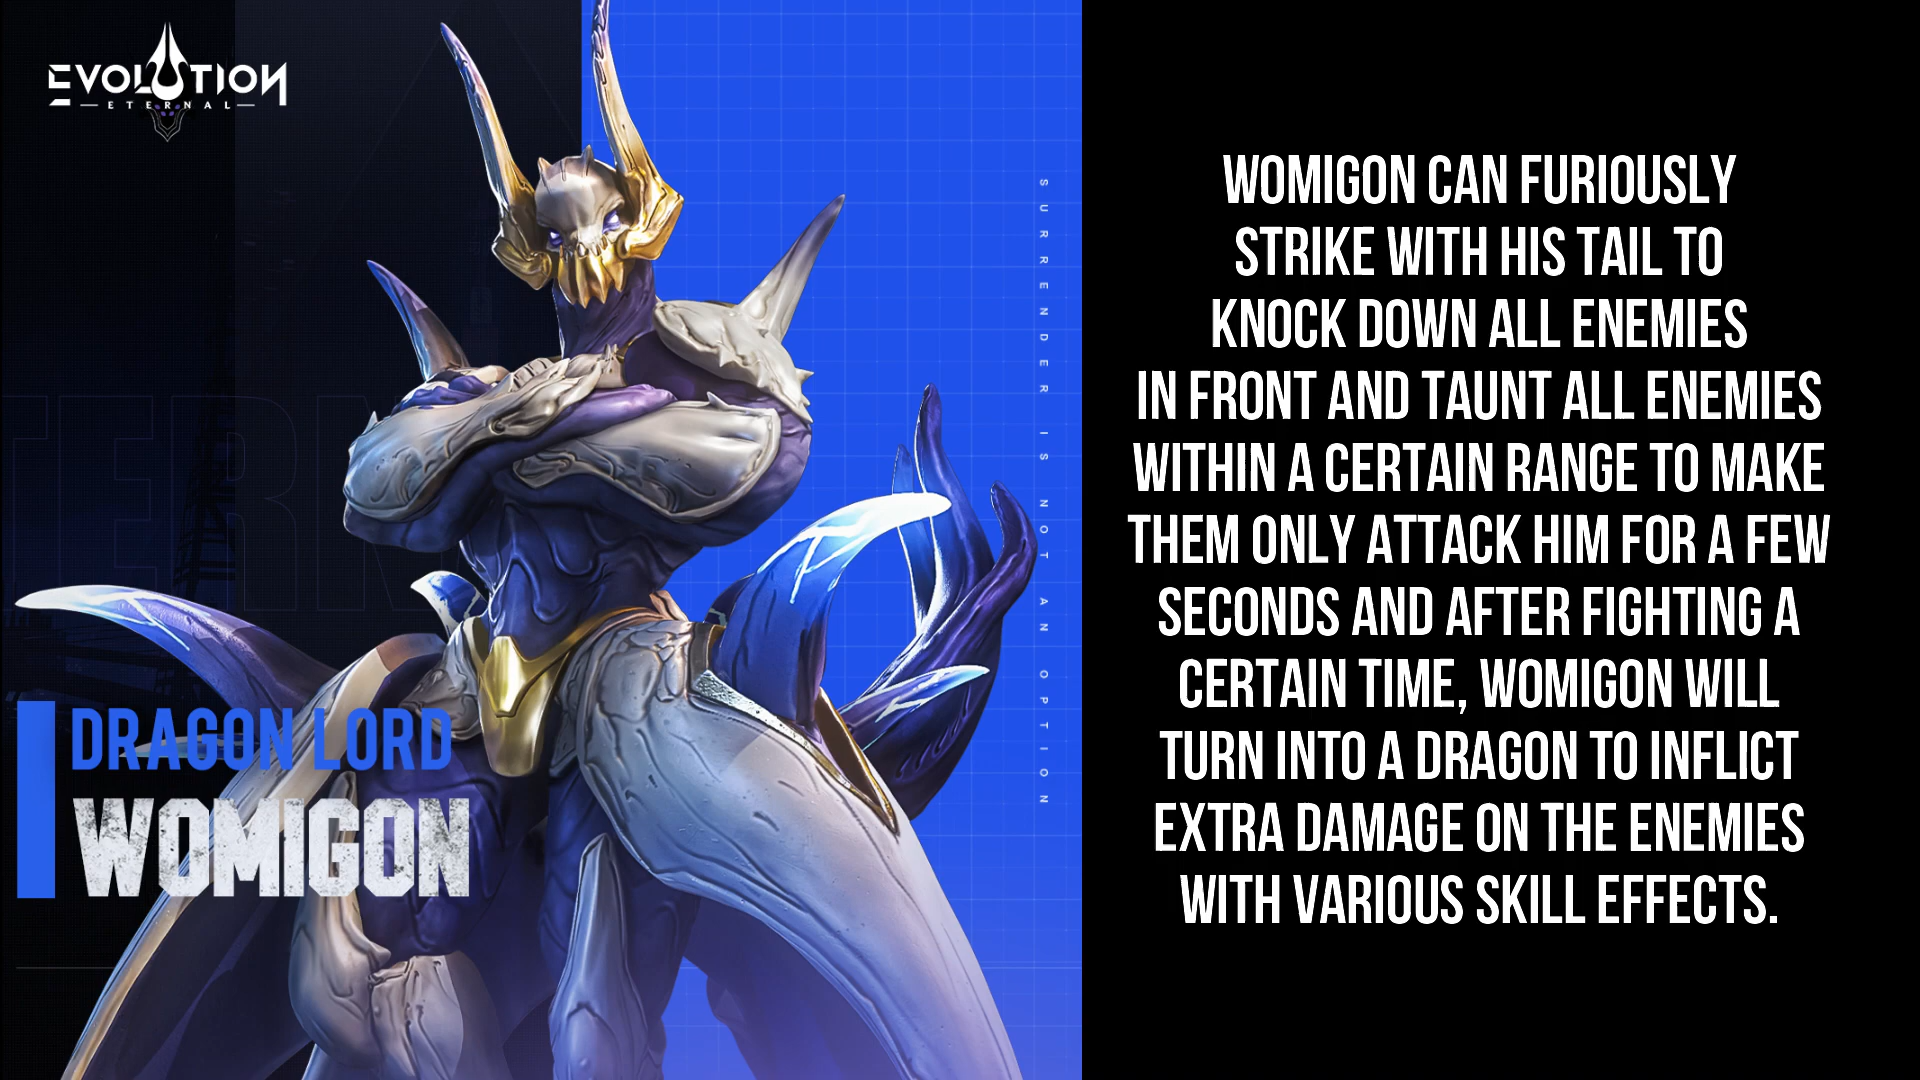 EVOLUTION
ETERNAL
SURRENDER IS NOT AN OPTION
DRAGON LORD
WOMIGON
WOMIGON CAN FURIOUSLY
STRIKE WITH HIS TAIL TO
KNOCK DOWN ALL ENEMIES
IN FRONT AND TAUNT ALL ENEMIES
WITHIN A CERTAIN RANGE TO MAKE
THEM ONLY ATTACK HIM FOR A FEW
SECONDS AND AFTER FIGHTING A
CERTAIN TIME, WOMIGON WILL
TURN INTO A DRAGON TO INFLICT
EXTRA DAMAGE ON THE ENEMIES
WITH VARIOUS SKILL EFFECTS.